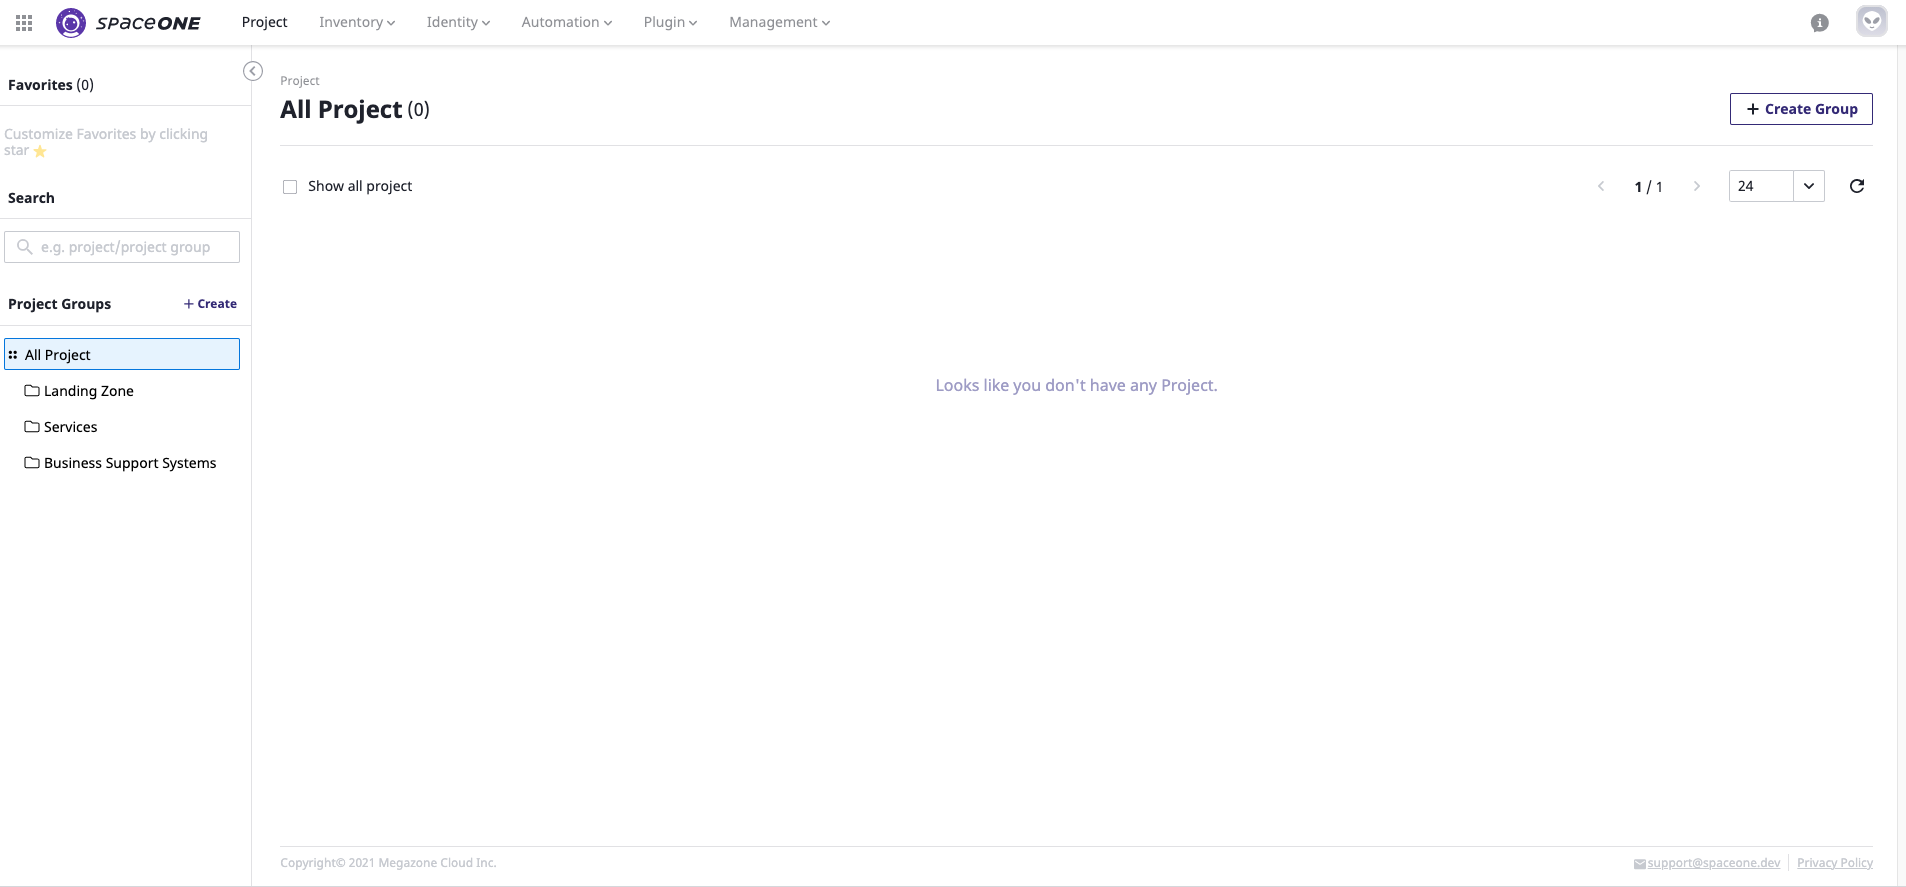 spaceONE Project Inventory Identity Automation Plugin Management
Favorites (0)
Customize Favorites by clicking
star
Search
e.g. project/project group
Project Groups + Create
All Project
Landing Zone
Services
Business Support Systems
Project
All Project (0)
+ Create Group
Show all project
1 / 1
24
Looks like you don't have any Project.
Copyright© 2021 Megazone Cloud Inc.
support@spaceone.dev
Privacy Policy